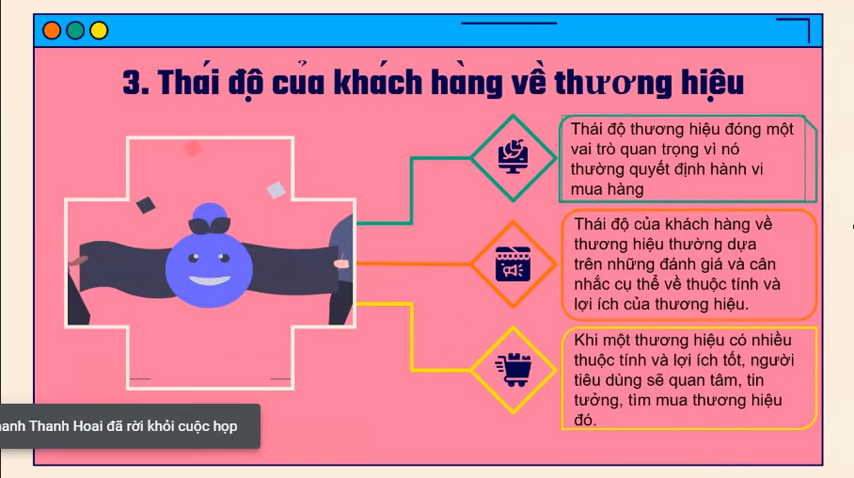 3. Thái độ của khách hàng về thương hiệu
Thái độ thương hiệu đóng một
vai trò quan trọng vì nó
thường quyết định hành vi
mua hàng
Thái độ của khách hàng về
thương hiệu thường dựa
trên những đánh giá và cân
nhắc cụ thể về thuộc tính và
lợi ích của thương hiệu.
Khi một thương hiệu có nhiều
thuộc tính và lợi ích tốt, người
tiêu dùng sẽ quan tâm, tin
tưởng, tìm mua thương hiệu
đó.
Thanh Hoai đã rời khỏi cuộc họp